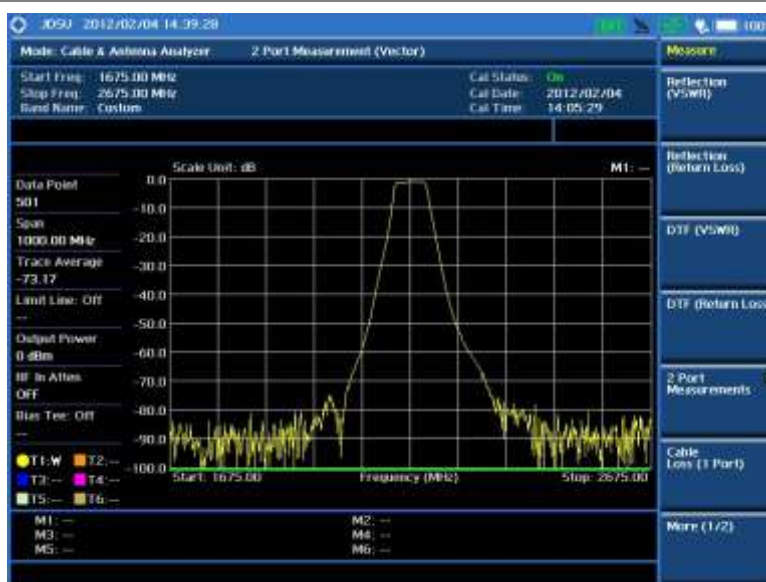 JDSU 2012/02/04 14:39:28
100
Mode: Cable & Antenna Analyzer 2 Port Measurement (Vector)
Measure
Start Freq: 1675.00 MHz
Cal Status: On
Stop Freq: 2675.00 MHz
Cal Date: 2012/02/04
Band Name: Custom
Cal Time: 14:05:29
Reflection
(VSWR)
Reflection
(Return Loss)
DTF (VSWR)
DTF (Return Loss
2 Port
Measurements
Cable
Loss (1 Port)
More (1/2)
Scale Unit: dB
M1: --
Data Point
501
Span
1000.00 MHz
Trace Average
-73.17
Limit Line: Off
--
Output Power
0 dBm
RF In Atten
OFF
Bias Tee: Off
--
T1:W T2:--
T3:-- T4:--
T5:-- T6:--
0.0
-10.0
-20.0
-30.0
-40.0
-50.0
-60.0
-70.0
-80.0
-90.0
-100.0
Start: 1675.00 Frequency (MHz) Stop: 2675.00
M1: -- M2: --
M3: -- M4: --
M5: -- M6: --